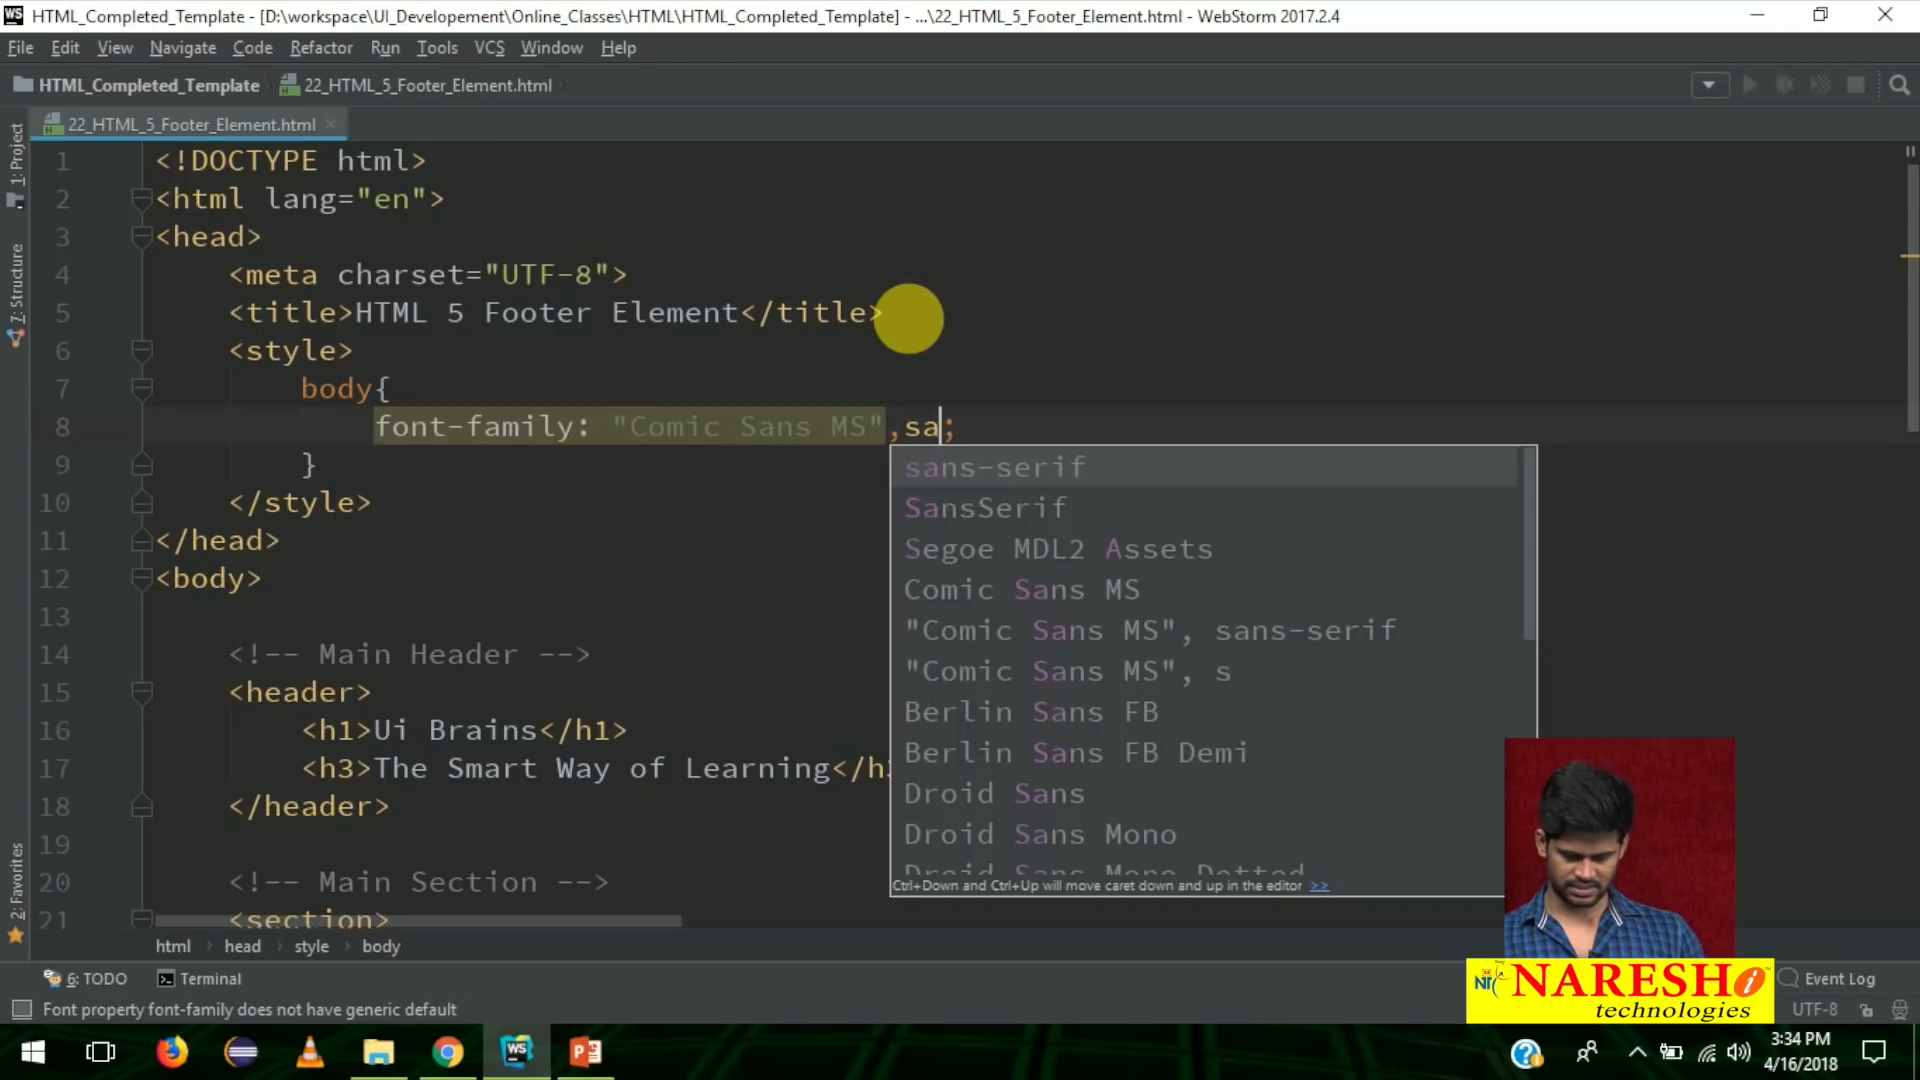 HTML_Completed_Template - [D:\workspace\UI_Developement\Online_Classes\HTML\HTML_Completed_Template] - ...\22_HTML_5_Footer_Element.html - WebStorm 2017.2.4
File Edit View Navigate Code Refactor Run Tools VCS Window Help
HTML_Completed_Template 22_HTML_5_Footer_Element.html
22_HTML_5_Footer_Element.html
1: Project
7: Structure
2: Favorites
1 <!DOCTYPE html>
2 <html lang="en">
3 <head>
4 <meta charset="UTF-8">
5 <title>HTML 5 Footer Element</title>
6 <style>
7 body{
8 font-family: "Comic Sans MS",sa;
9 }
10 </style>
11 </head>
12 <body>
13
14 <!-- Main Header -->
15 <header>
16 <h1>Ui Brains</h1>
17 <h3>The Smart Way of Learning</h
18 </header>
19
20 <!-- Main Section -->
21 <section>
sans-serif
SansSerif
Segoe MDL2 Assets
Comic Sans MS
"Comic Sans MS", sans-serif
"Comic Sans MS", s
Berlin Sans FB
Berlin Sans FB Demi
Droid Sans
Droid Sans Mono
Droid Sans Mono Dotted
Ctrl+Down and Ctrl+Up will move caret down and up in the editor >>
html head style body
6: TODO Terminal Event Log
Font property font-family does not have generic default UTF-8
NARESH i
technologies
3:34 PM
4/16/2018